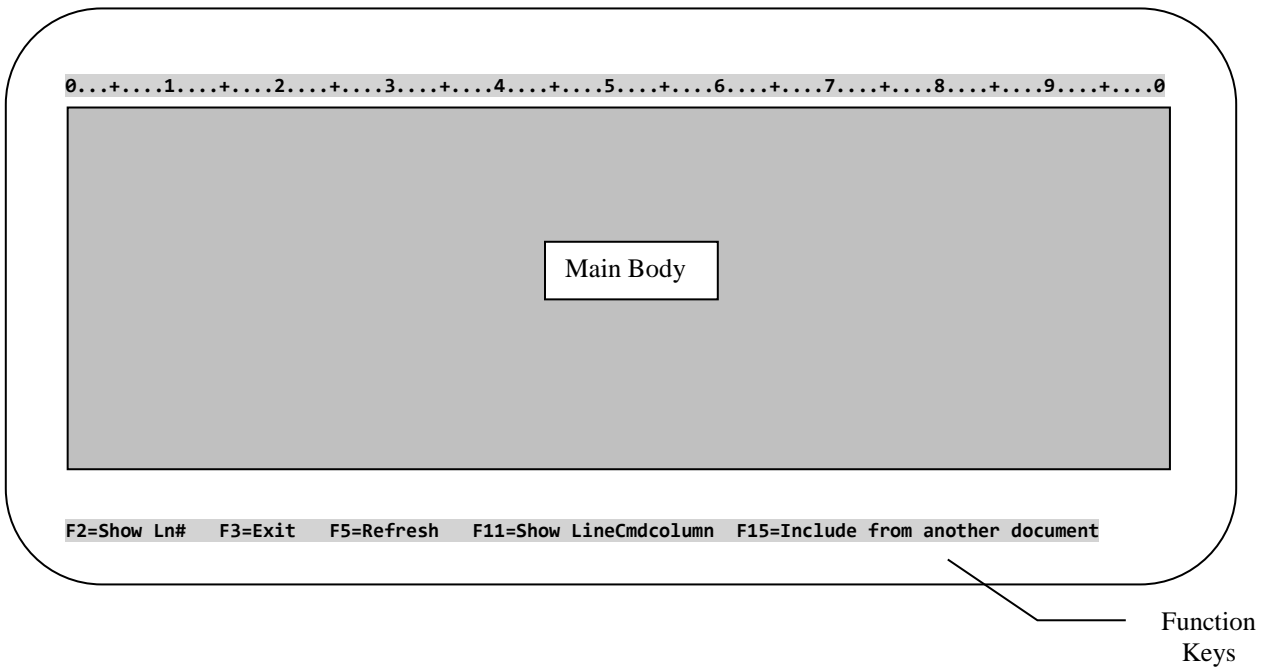 0...+....1....+....2....+....3....+....4....+....5....+....6....+....7....+....8....+....9....+....0
Main Body
F2=Show Ln# F3=Exit F5=Refresh F11=Show LineCmdcolumn F15=Include from another document
Function
Keys